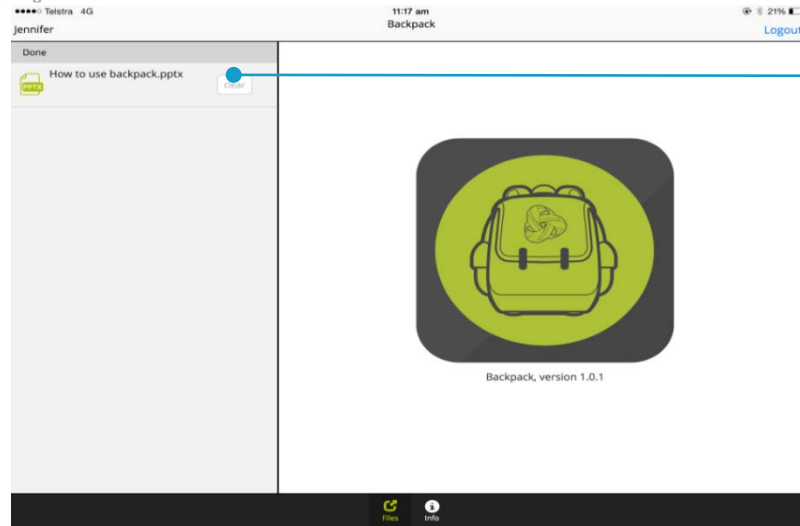 Telstra 4G
11:17 am
21%
Jennifer
Backpack
Logout
Done
How to use backpack.pptx
PPTX
clear
Backpack, version 1.0.1
Files
Info